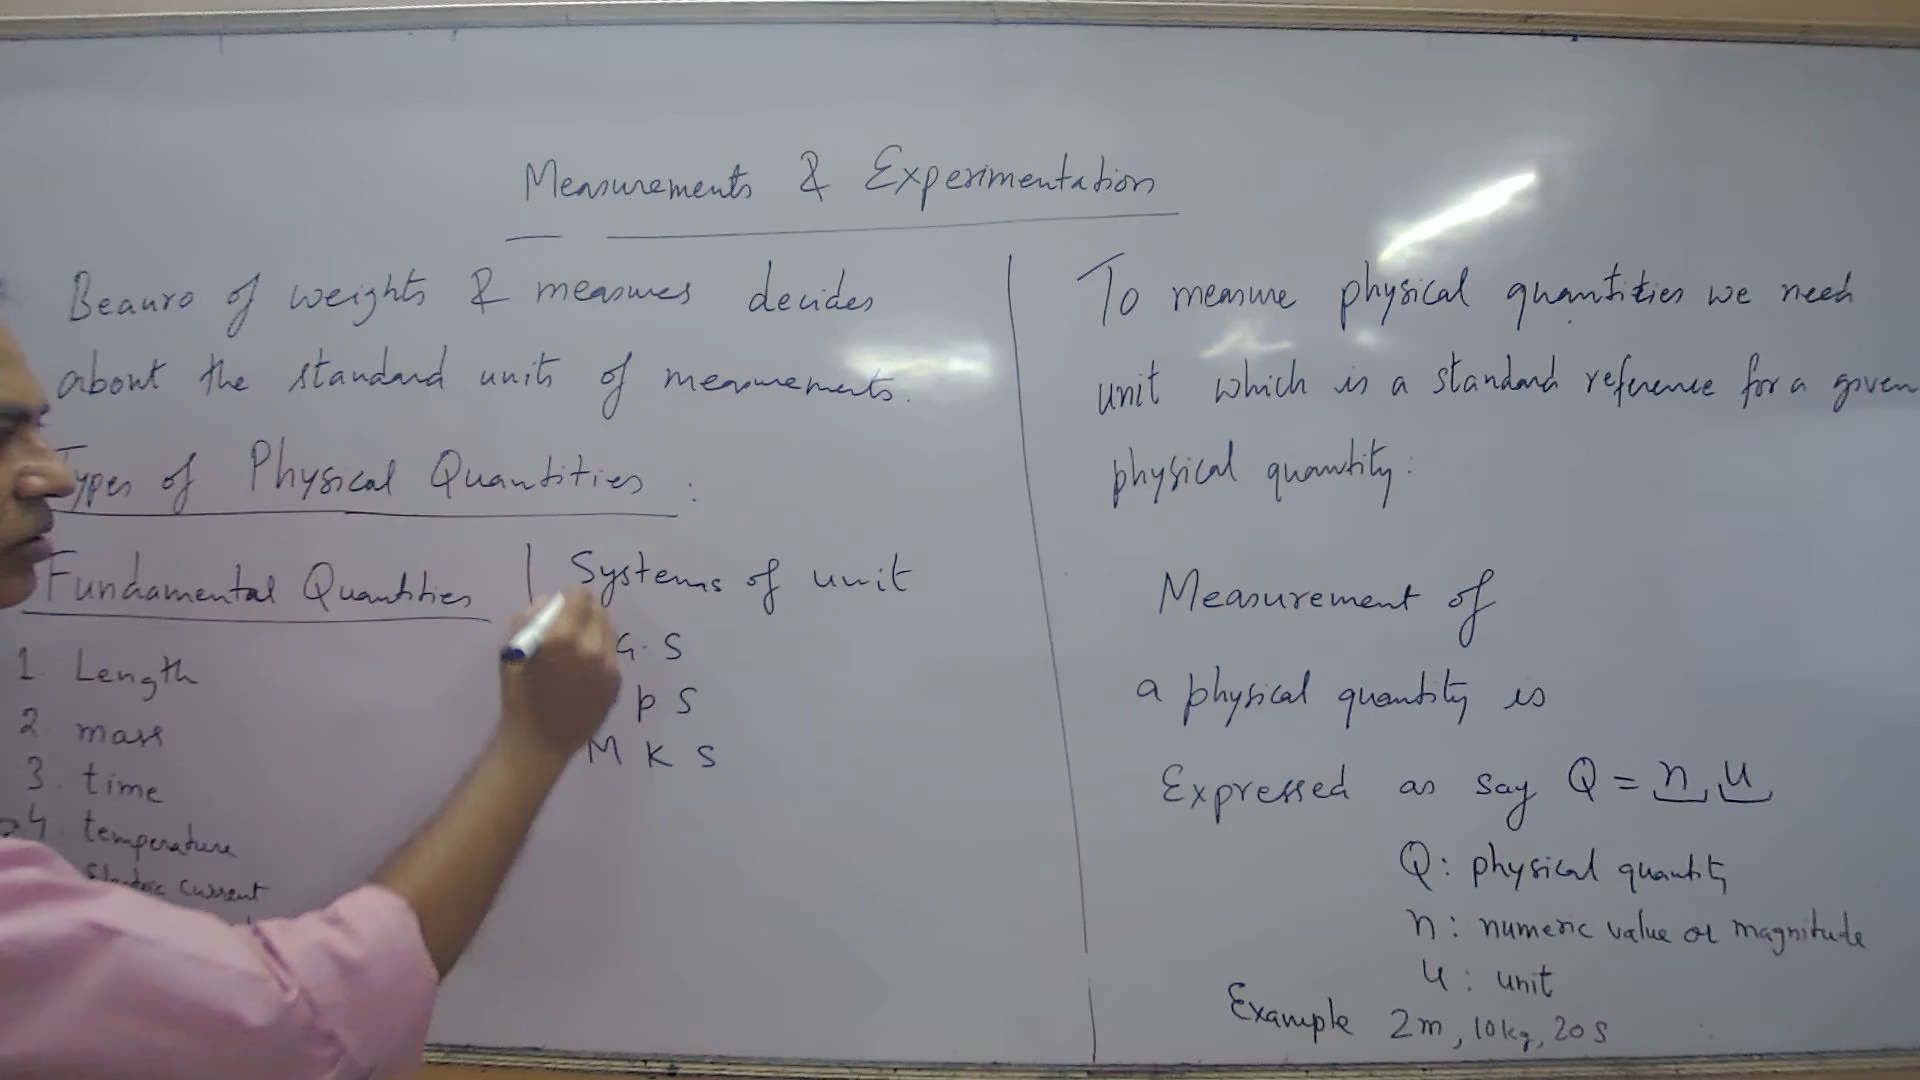 Measurements & Experimentation
Beauro of weights & measures decides
about the standard units of measurements.
Types of Physical Quantities :
Fundamental Quantities
1. Length
2. mass
3. time
4 temperature
current
Systems of unit
G. S
P S
M K S
To measure physical quantities we need
unit which is a standard reference for a given
physical quantity:
Measurement of
a physical quantity is
Expressed as say Q = n u
Q: physical quantity
n: numeric value or magnitude
u: unit
Example 2m, 10kg, 20s